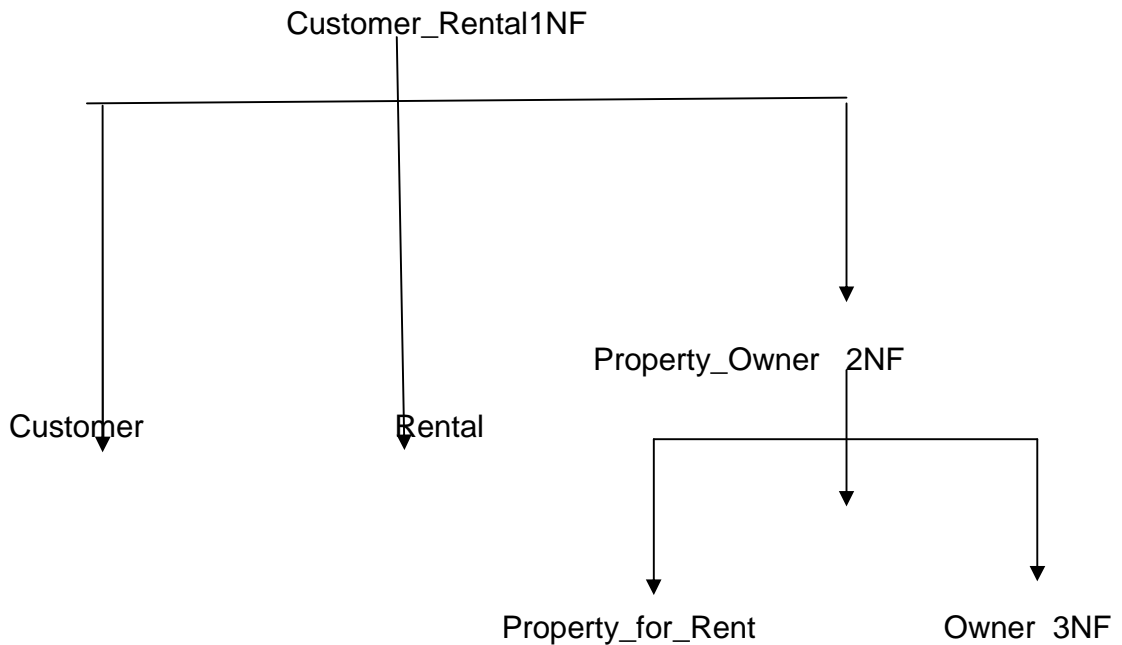 Customer_Rental1NF
Property_Owner 2NF
Customer Rental
Property_for_Rent Owner 3NF